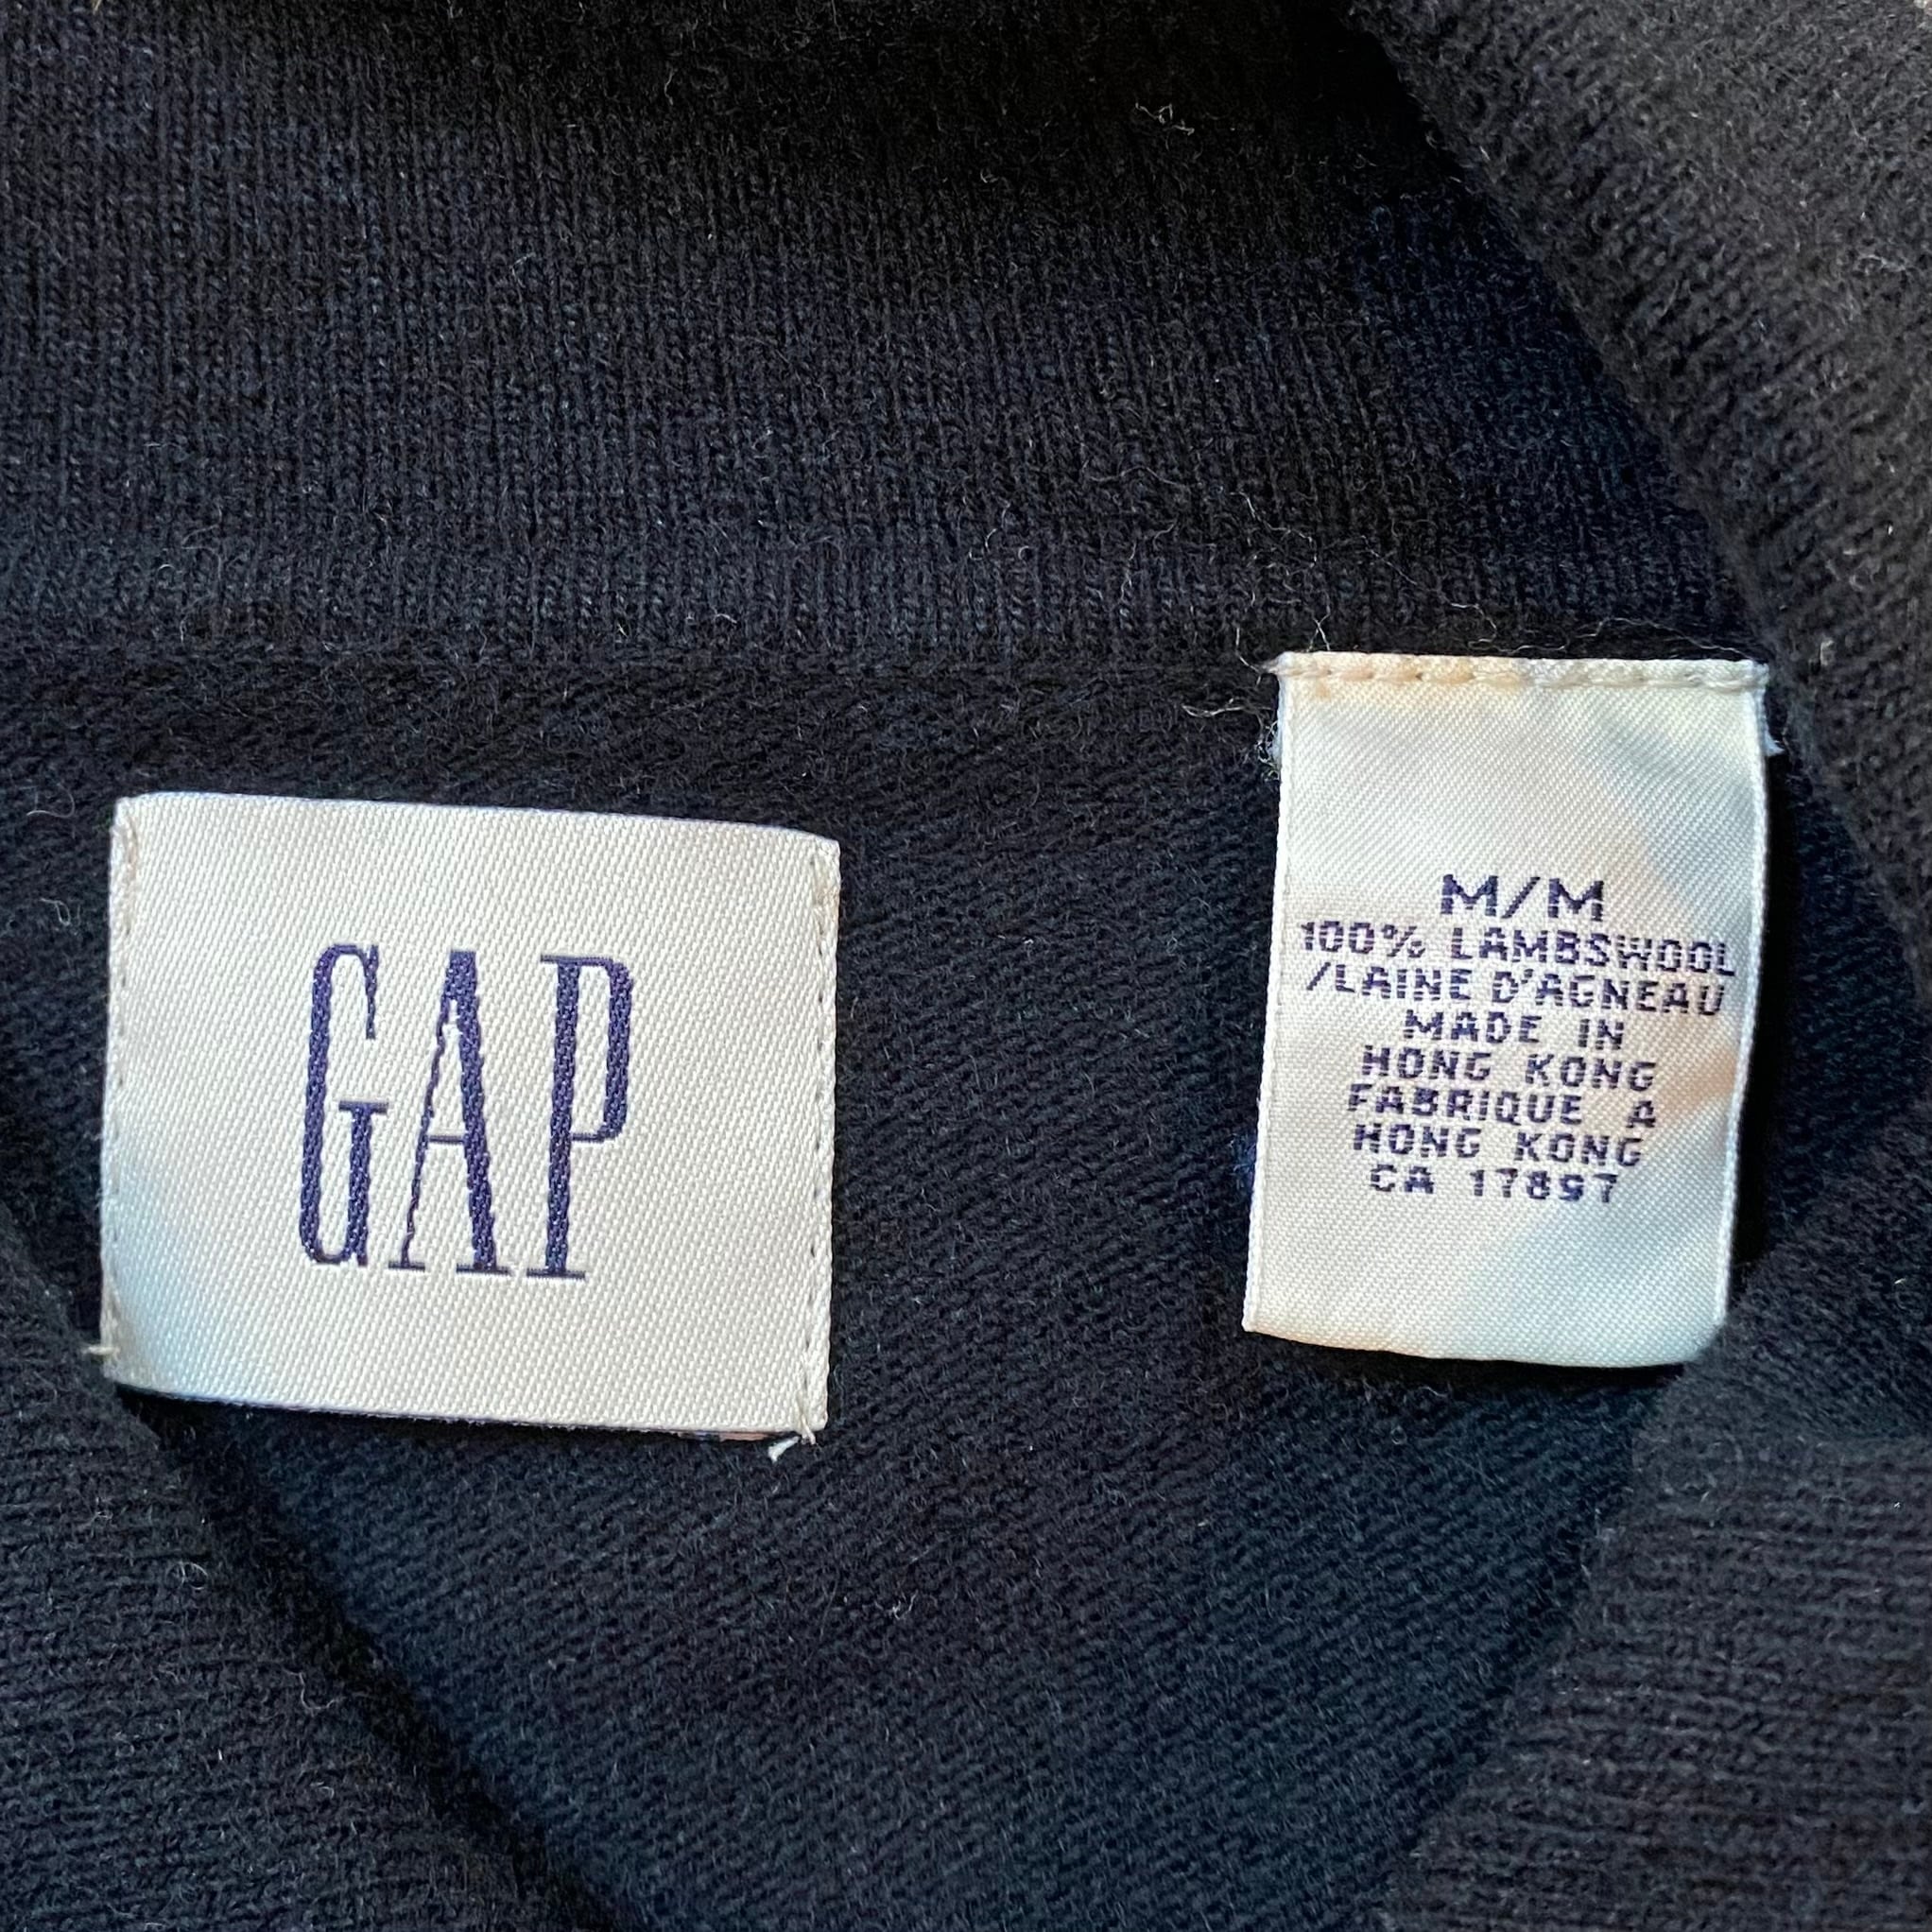 GAP
M/M
100% LAMBSWOOL
/LAINE D'AGNEAU
MADE IN
HONG KONG
FABRIQUE A
HONG KONG
CA 17897